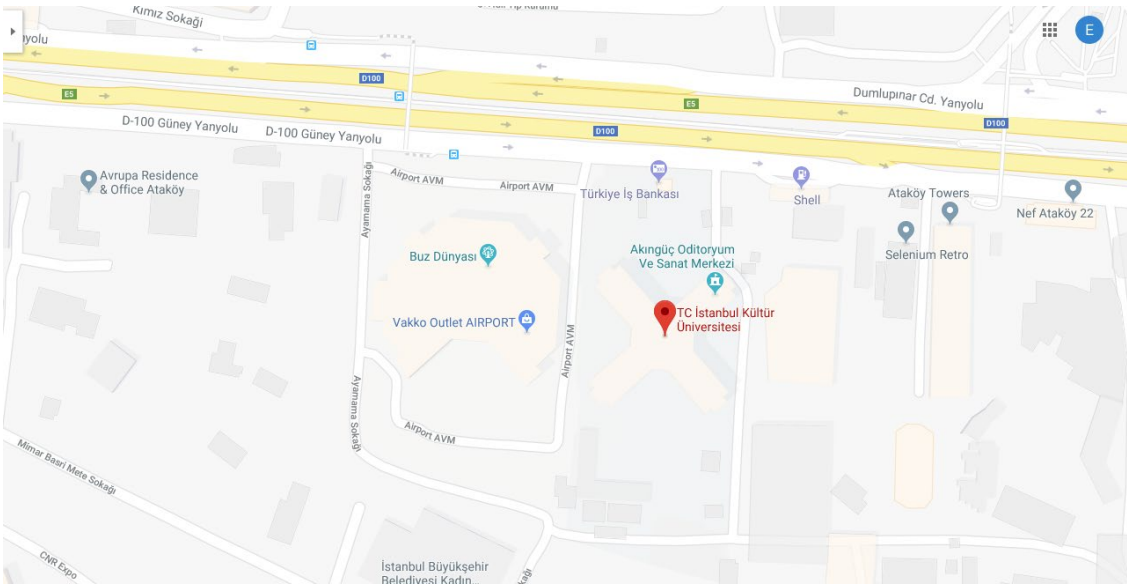 Kımız Sokağı
E
D100
Dumlupınar Cd. Yanyolu
E5
E5
D100
D100
D-100 Güney Yanyolu
D-100 Güney Yanyolu
Avrupa Residence
& Office Ataköy
Ayamama Sokağı
Airport AVM
Airport AVM
Türkiye İş Bankası
Shell
Ataköy Towers
Nef Ataköy 22
Selenium Retro
Buz Dünyası
Akıngüç Oditoryum
Ve Sanat Merkezi
Vakko Outlet AIRPORT
TC İstanbul Kültür
Üniversitesi
Airport AVM
Ayamama Sokağı
Airport AVM
Mimar Basri Mete Sokağı
CNR Expo
İstanbul Büyükşehir
Belediyesi Kadın...